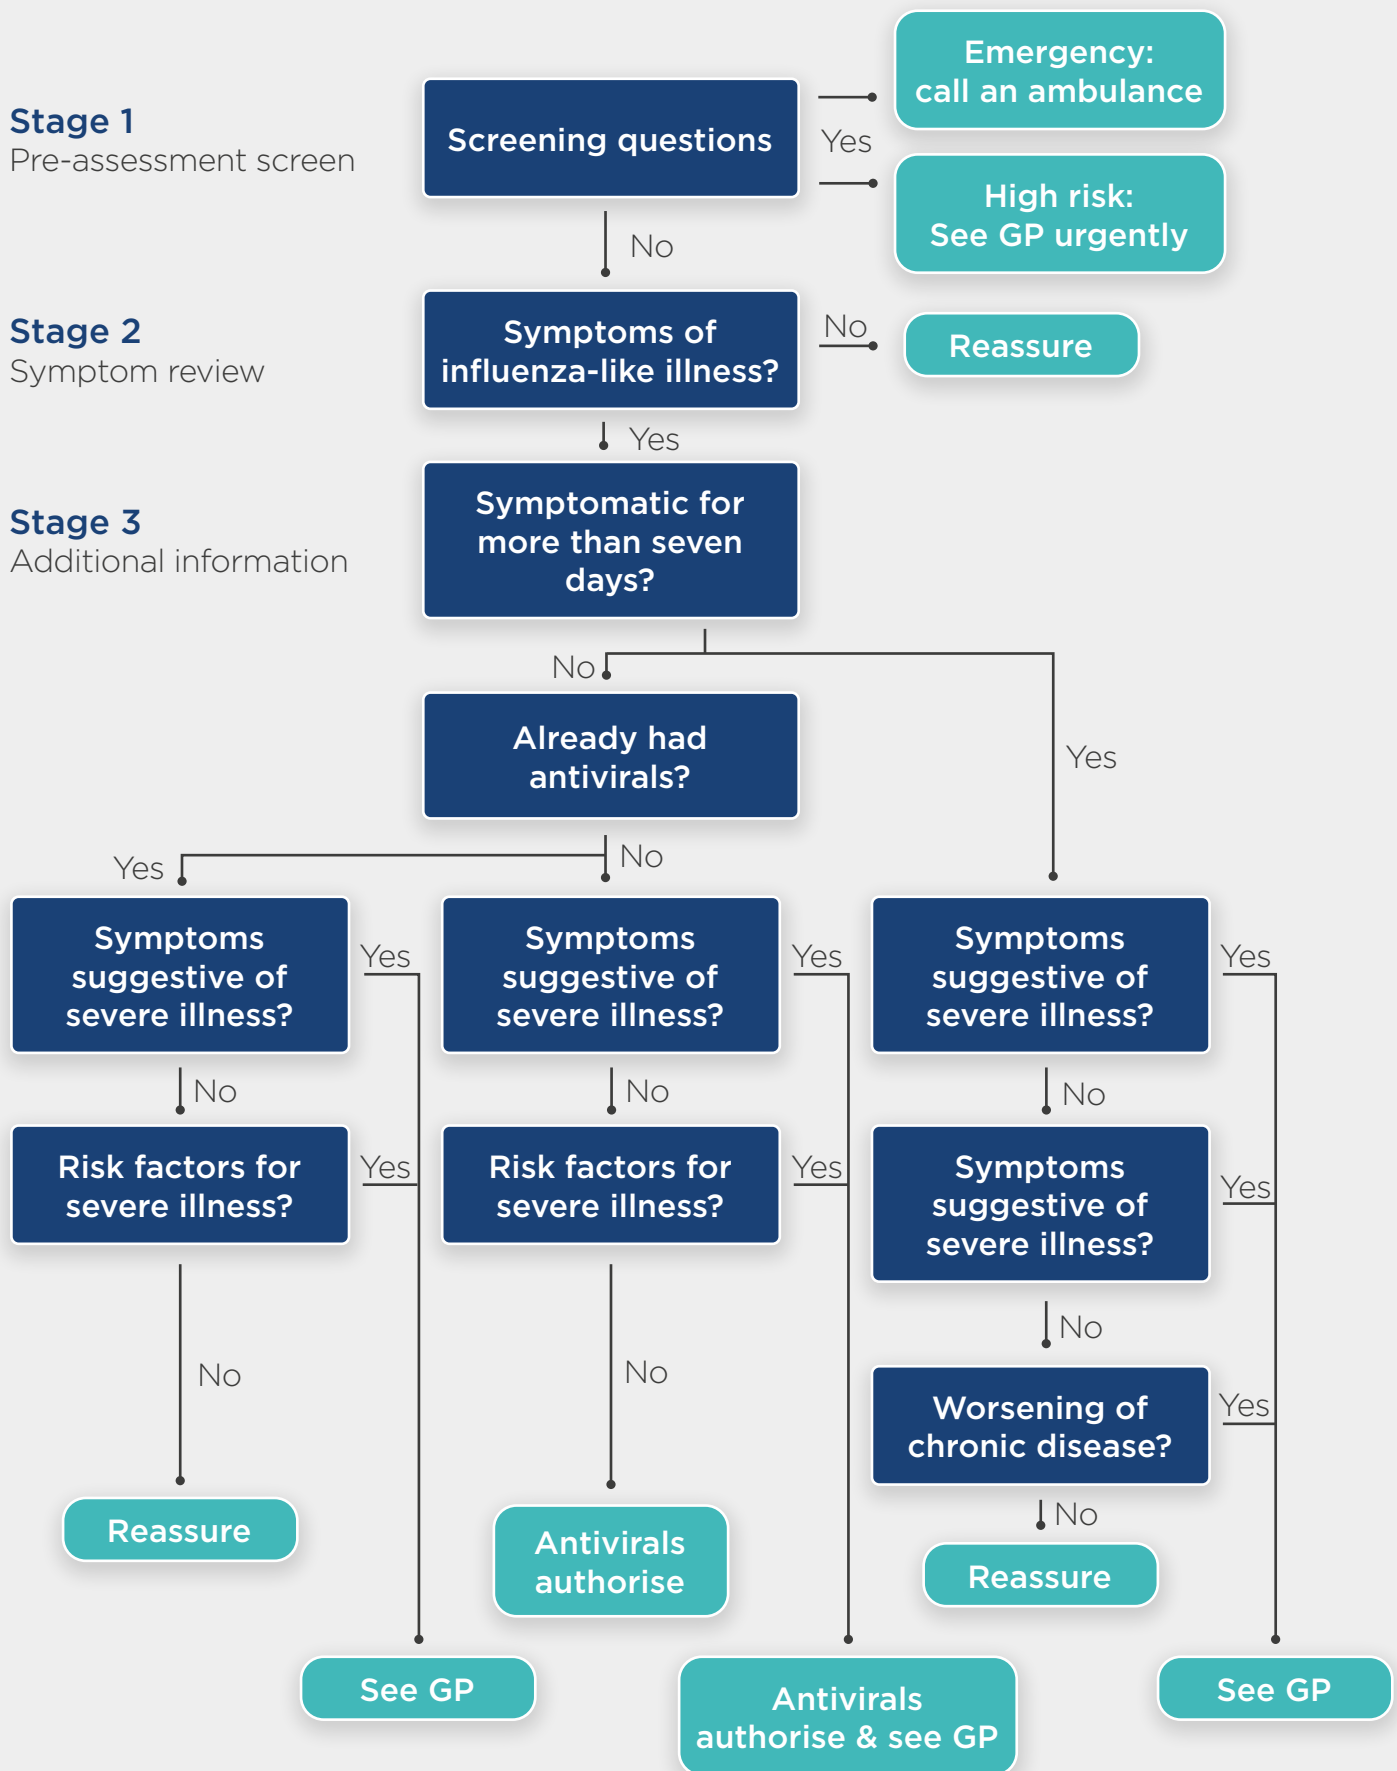 Stage 1
Pre-assessment screen
Screening questions
Yes
Emergency:
call an ambulance
High risk:
See GP urgently
No
Stage 2
Symptom review
Symptoms of
influenza-like illness?
No
Reassure
Yes
Stage 3
Additional information
Symptomatic for
more than seven
days?
No
Yes
Already had
antivirals?
Yes
No
Symptoms
suggestive of
severe illness?
Yes
Symptoms
suggestive of
severe illness?
Yes
Symptoms
suggestive of
severe illness?
Yes
No
No
No
Risk factors for
severe illness?
Yes
Risk factors for
severe illness?
Yes
Symptoms
suggestive of
severe illness?
Yes
No
No
No
Worsening of
chronic disease?
Yes
No
Reassure
Antivirals
authorise
Reassure
See GP
Antivirals
authorise & see GP
See GP